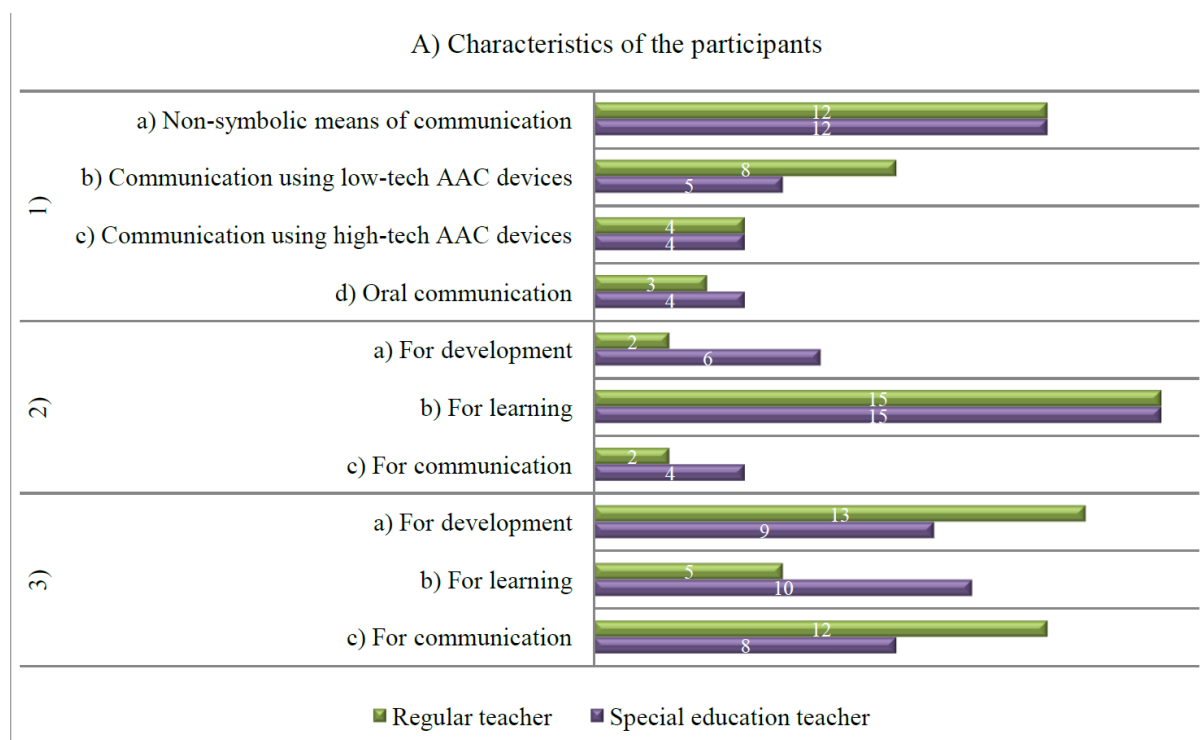 A) Characteristics of the participants
1)
a) Non-symbolic means of communication
12
12
b) Communication using low-tech AAC devices
8
5
c) Communication using high-tech AAC devices
4
4
d) Oral communication
3
4
2)
a) For development
2
6
b) For learning
15
15
c) For communication
2
4
3)
a) For development
13
9
b) For learning
5
10
c) For communication
12
8
Regular teacher Special education teacher